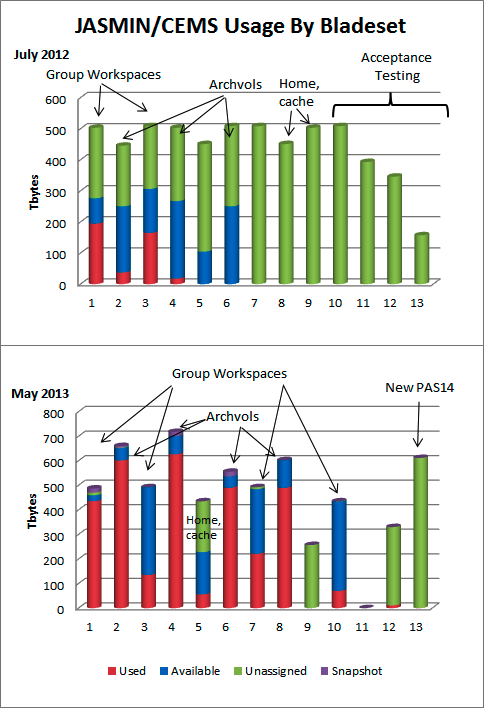 JASMIN/CEMS Usage By Bladeset
July 2012
Acceptance
Testing
Group Workspaces
Archvols
Home,
cache
600
500
400
300
200
100
0
Tbytes
1 2 3 4 5 6 7 8 9 10 11 12 13
Group Workspaces
New PAS14
May 2013
Archvols
800
700
600
500
400
300
200
100
0
Tbytes
Home,
cache
1 2 3 4 5 6 7 8 9 10 11 12 13
Used Available Unassigned Snapshot